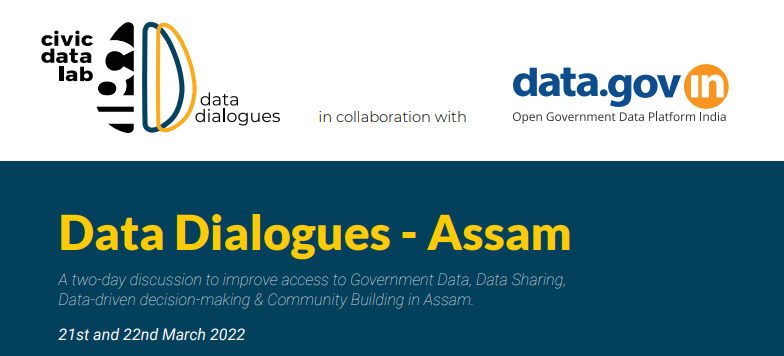 civic
data
lab
data
dialogues
in collaboration with
data.gov in
Open Government Data Platform India
Data Dialogues - Assam
A two-day discussion to improve access to Government Data, Data Sharing,
Data-driven decision-making & Community Building in Assam.
21st and 22nd March 2022